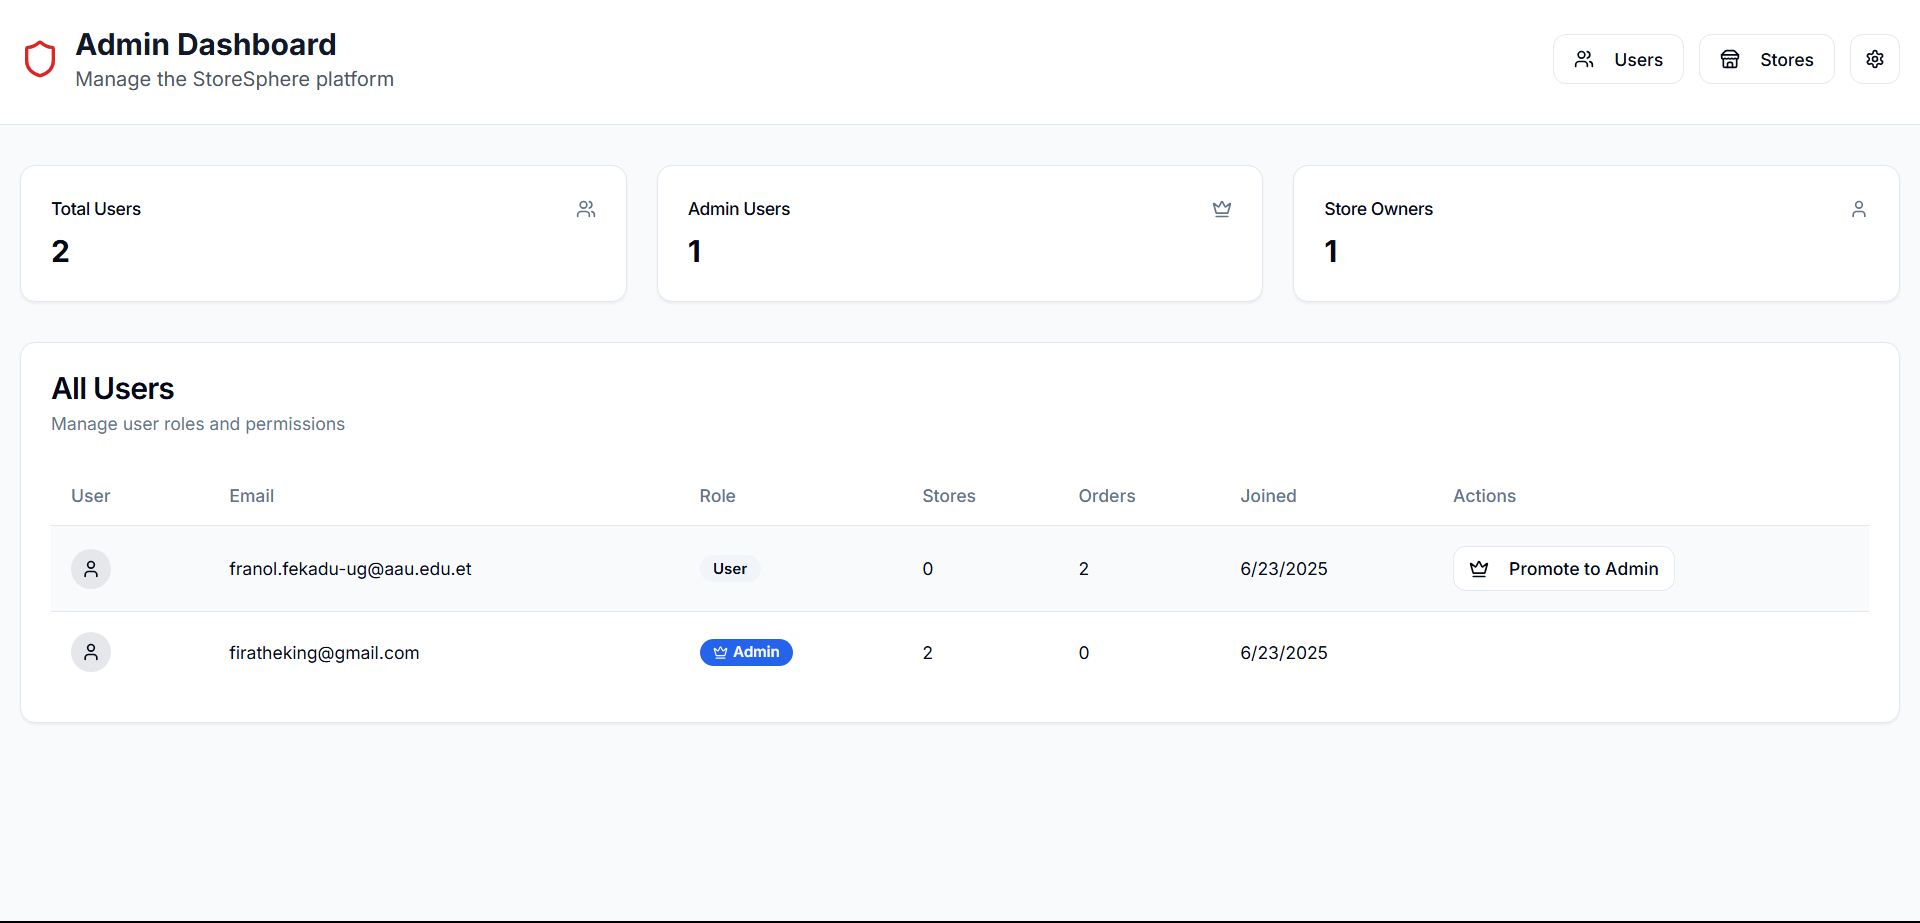 Admin Dashboard
Manage the StoreSphere platform
Users
Stores
Total Users
2
Admin Users
1
Store Owners
1
All Users
Manage user roles and permissions
User Email Role Stores Orders Joined Actions
franol.fekadu-ug@aau.edu.et User 0 2 6/23/2025 Promote to Admin
firatheking@gmail.com Admin 2 0 6/23/2025